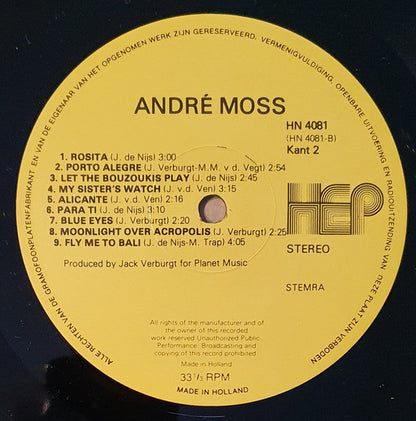 ALLE RECHTEN VAN DE GRAMOFOONPLATENFABRIKANT EN VAN DE EIGENAAR VAN HET OPGENOMEN WERK ZIJN GERESERVEERD. VERMENIGVULDIGING, OPENBARE UITVOERING EN RADIOUITZENDING VAN DEZE PLAAT ZIJN VERBODEN
ANDRÉ MOSS
HN 4081
(HN 4081-B)
Kant 2
1. ROSITA (J. de Nijs) 3:00
2. PORTO ALEGRE (J. Verburgt-M.M. v d. Vegt) 2:54
3. LET THE BOUZOUKIS PLAY (J. de Nijs) 2:45
4. MY SISTER'S WATCH (J. v.d. Ven) 3:15
5. ALICANTE (J. v.d. Ven) 2:16
6. PARA TI (J. de Nijs) 3:10
7. BLUE EYES (J. Verburgt) 2:20
8. MOONLIGHT OVER ACROPOLIS (J. Verburgt) 2:25
9. FLY ME TO BALI (J. de Nijs-M. Trap) 4:05
HEP
STEREO
Produced by Jack Verburgt for Planet Music
STEMRA
All rights of the manufacturer and of
the owner of this recorded
work reserved Unauthorized Public
Performance: Broadcasting and
copying of this record prohibited
Made in Holland
33 1/3 RPM
MADE IN HOLLAND